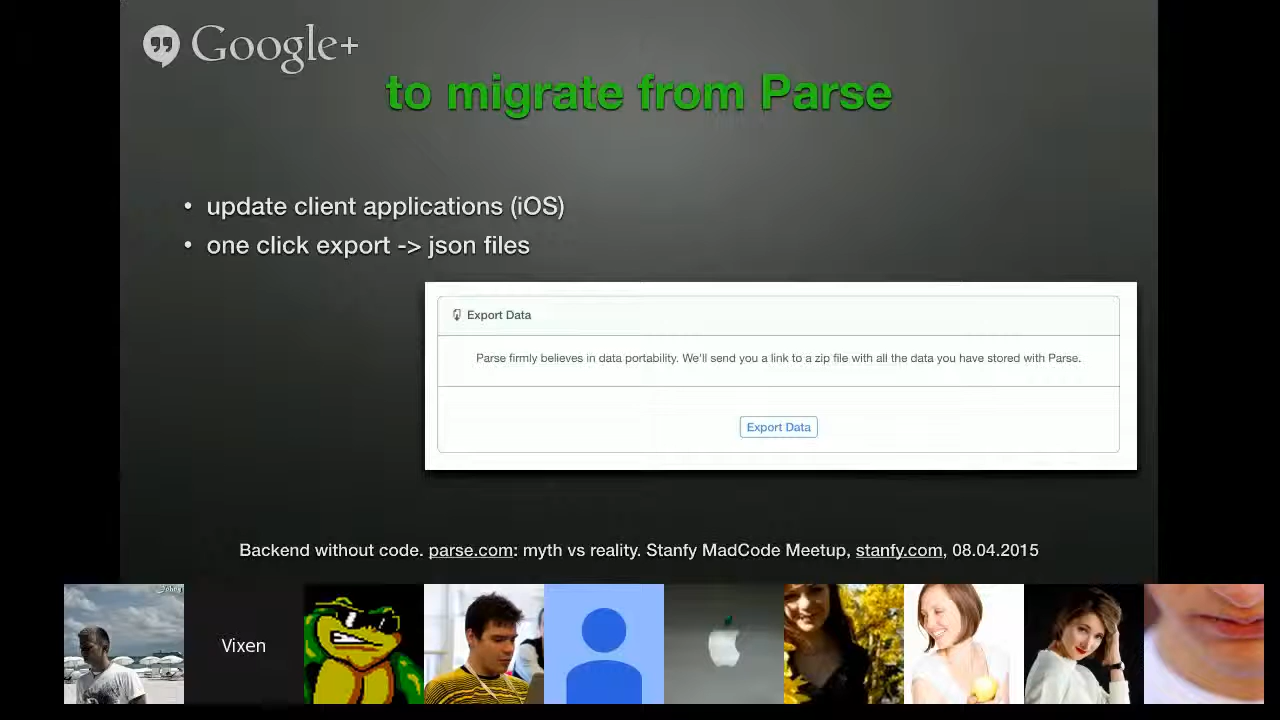 Google+
to migrate from Parse
• update client applications (iOS)
• one click export -> json files
Export Data
Parse firmly believes in data portability. We'll send you a link to a zip file with all the data you have stored with Parse.
Export Data
Backend without code. parse.com: myth vs reality. Stanfy MadCode Meetup, stanfy.com, 08.04.2015
Vixen